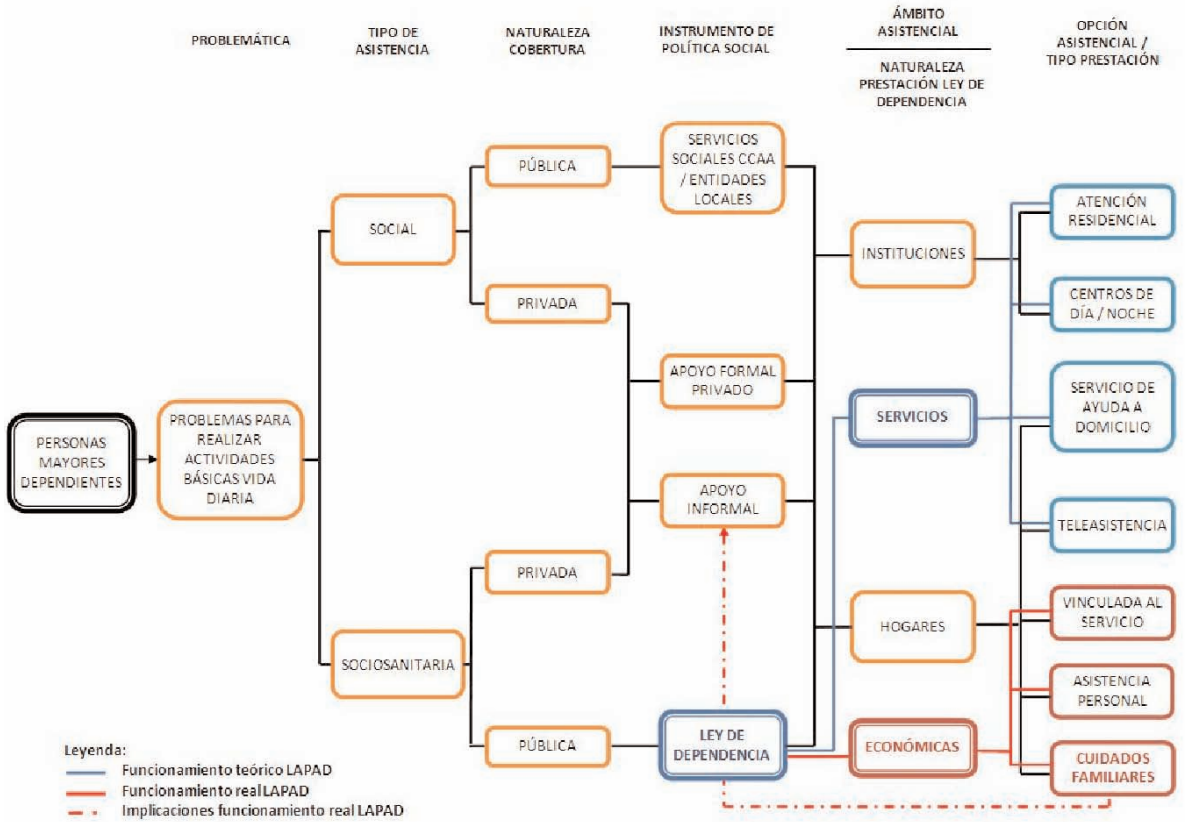 PROBLEMÁTICA
TIPO DE
ASISTENCIA
NATURALEZA
COBERTURA
INSTRUMENTO DE
POLÍTICA SOCIAL
ÁMBITO
ASISTENCIAL
NATURALEZA
PRESTACIÓN LEY DE
DEPENDENCIA
OPCIÓN
ASISTENCIAL /
TIPO PRESTACIÓN
PERSONAS
MAYORES
DEPENDIENTES
PROBLEMAS PARA
REALIZAR
ACTIVIDADES
BÁSICAS VIDA
DIARIA
SOCIAL
SOCIOSANITARIA
PÚBLICA
PRIVADA
PRIVADA
PÚBLICA
SERVICIOS
SOCIALES CCAA
/ ENTIDADES
LOCALES
APOYO FORMAL
PRIVADO
APOYO
INFORMAL
LEY DE
DEPENDENCIA
INSTITUCIONES
SERVICIOS
HOGARES
ECONÓMICAS
ATENCIÓN
RESIDENCIAL
CENTROS DE
DÍA / NOCHE
SERVICIO DE
AYUDA A
DOMICILIO
TELEASISTENCIA
VINCULADA AL
SERVICIO
ASISTENCIA
PERSONAL
CUIDADOS
FAMILIARES
Leyenda:
Funcionamiento teórico LAPAD
Funcionamiento real LAPAD
Implicaciones funcionamiento real LAPAD